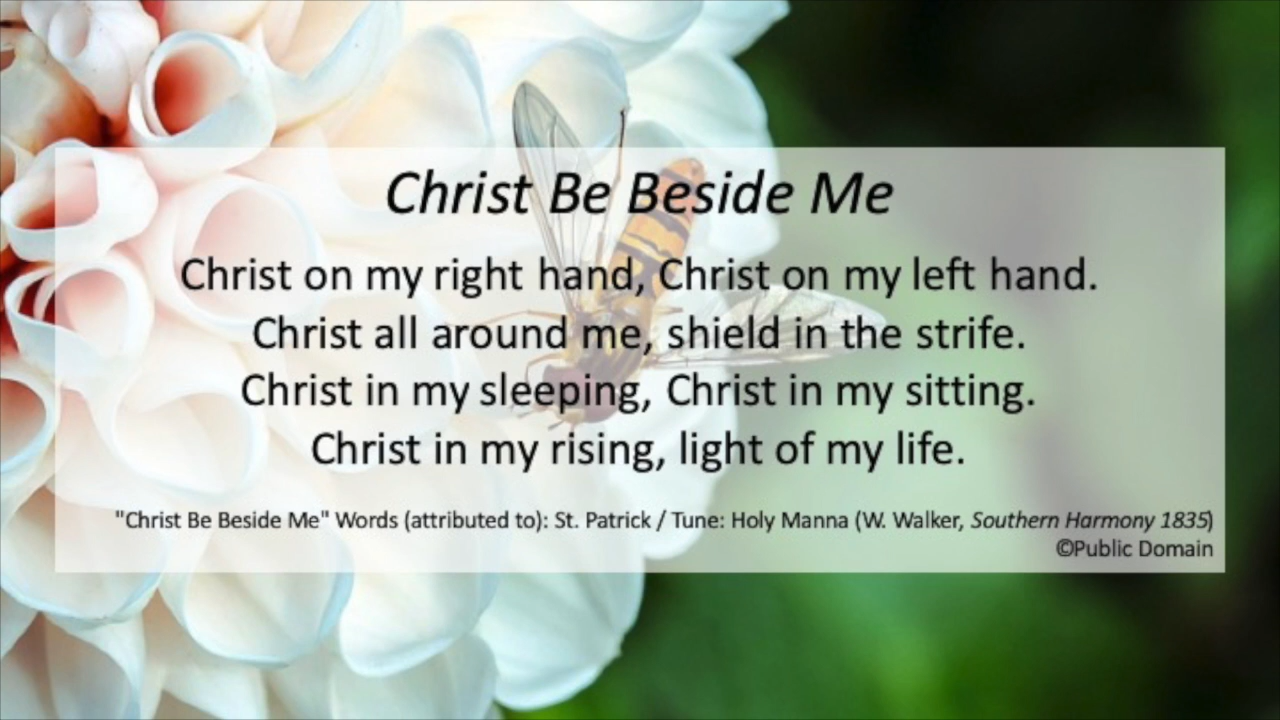 Christ Be Beside Me
Christ on my right hand, Christ on my left hand.
Christ all around me, shield in the strife.
Christ in my sleeping, Christ in my sitting.
Christ in my rising, light of my life.
"Christ Be Beside Me" Words (attributed to): St. Patrick / Tune: Holy Manna (W. Walker, Southern Harmony 1835)
©Public Domain